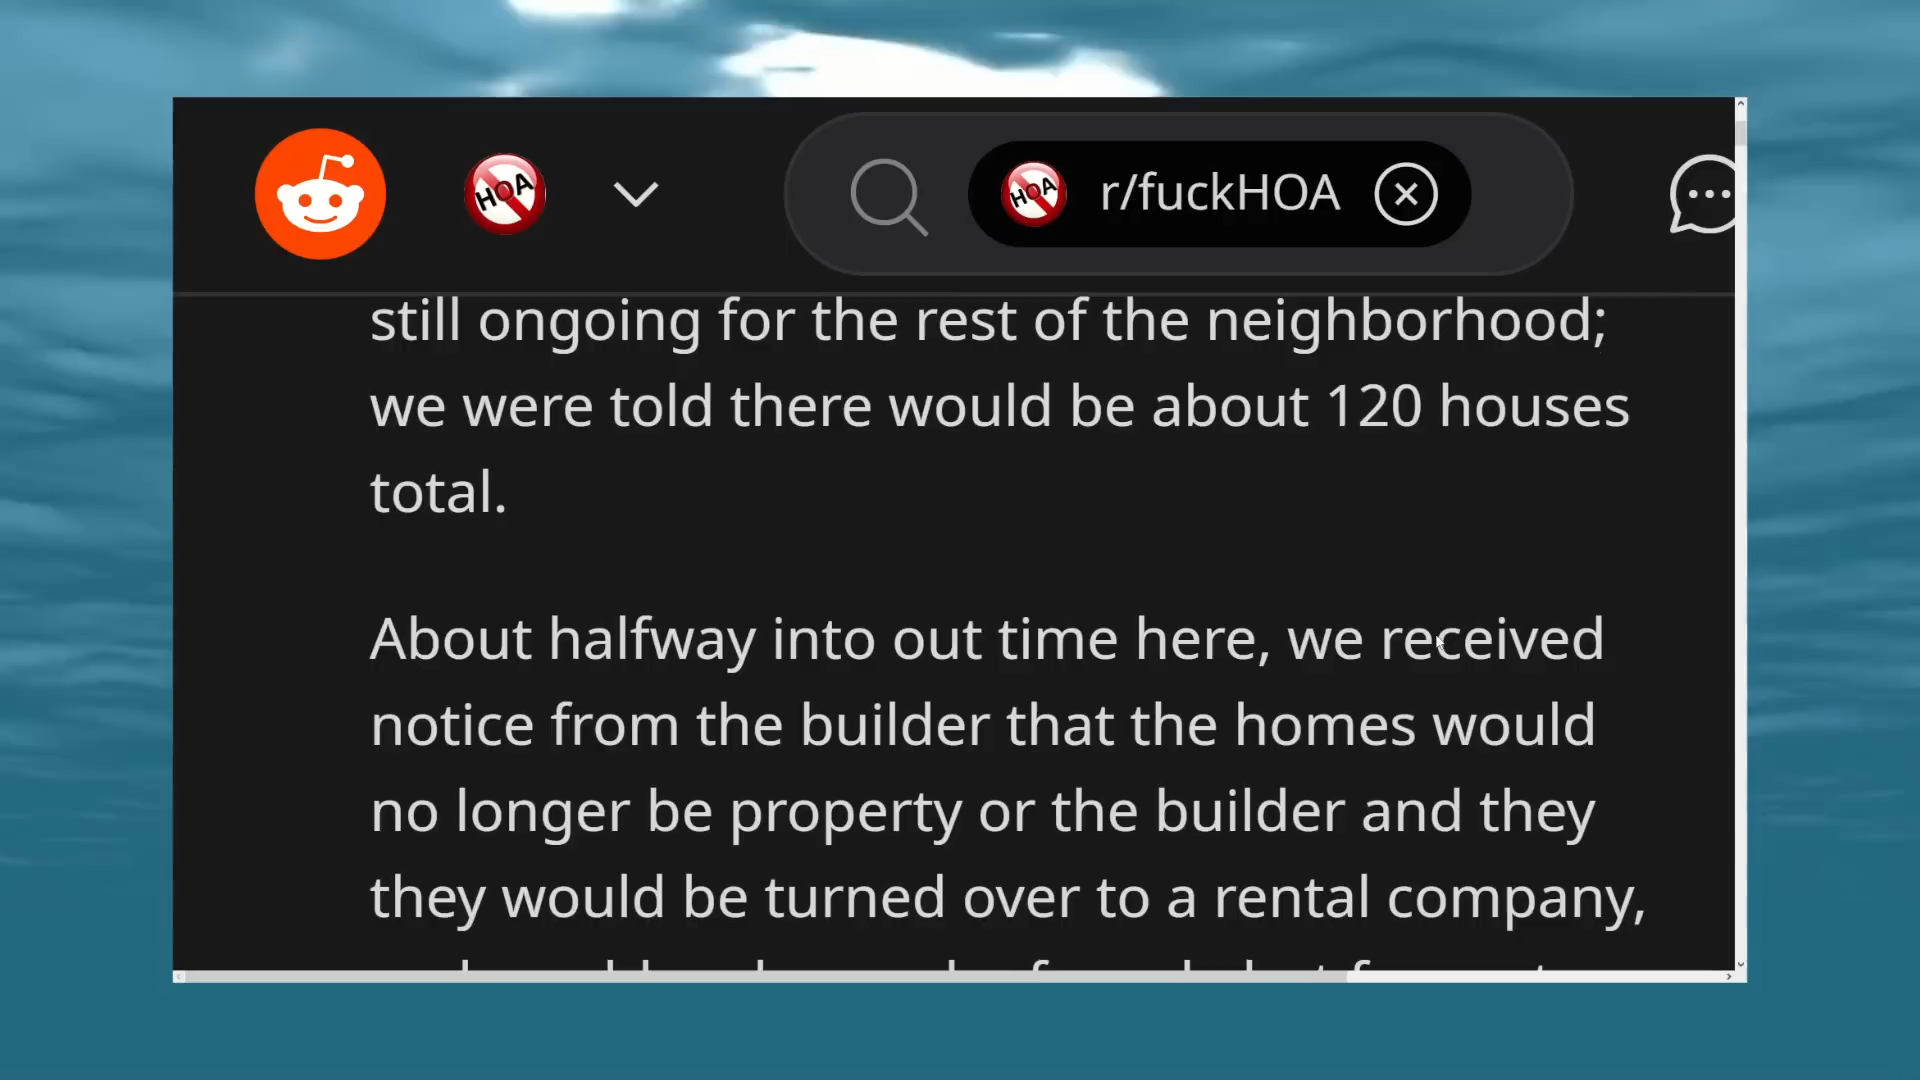 HOA
HOA r/fuckHOA
still ongoing for the rest of the neighborhood;
we were told there would be about 120 houses
total.
About halfway into out time here, we received
notice from the builder that the homes would
no longer be property or the builder and they
they would be turned over to a rental company,